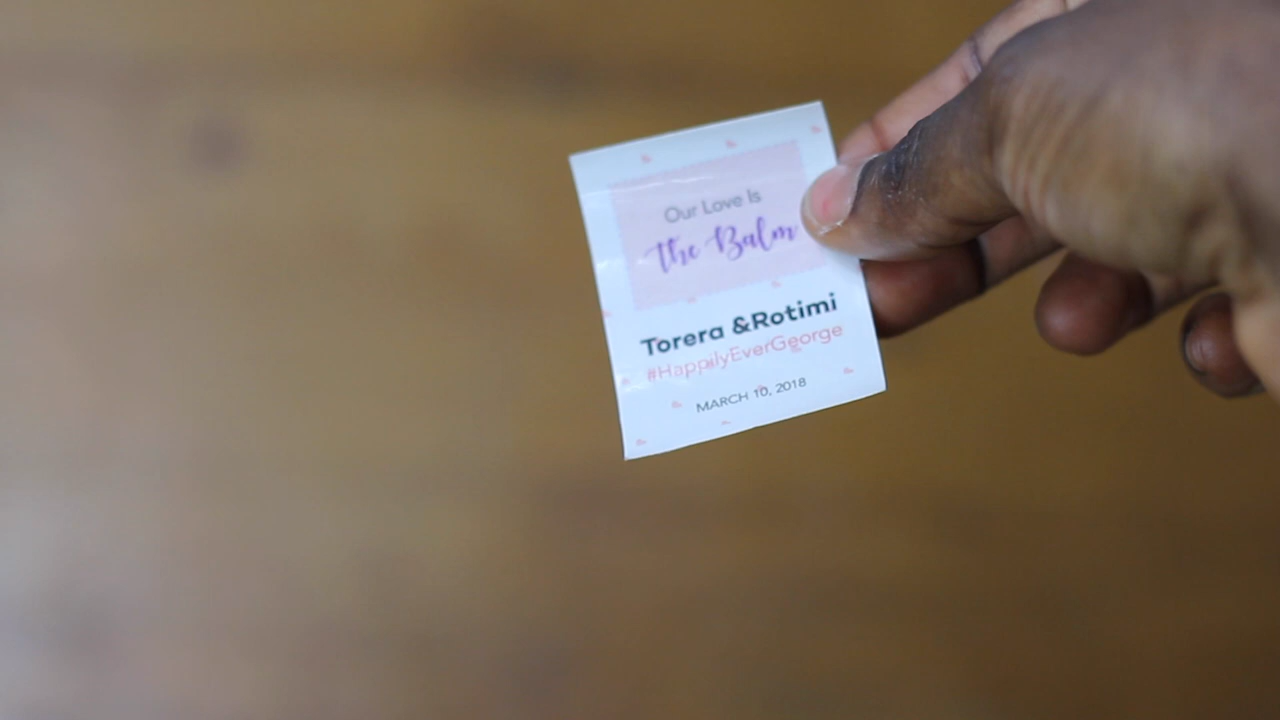 Our Love Is
the Balm
Torera &Rotimi
#HappilyEverGeorge
MARCH 10, 2018